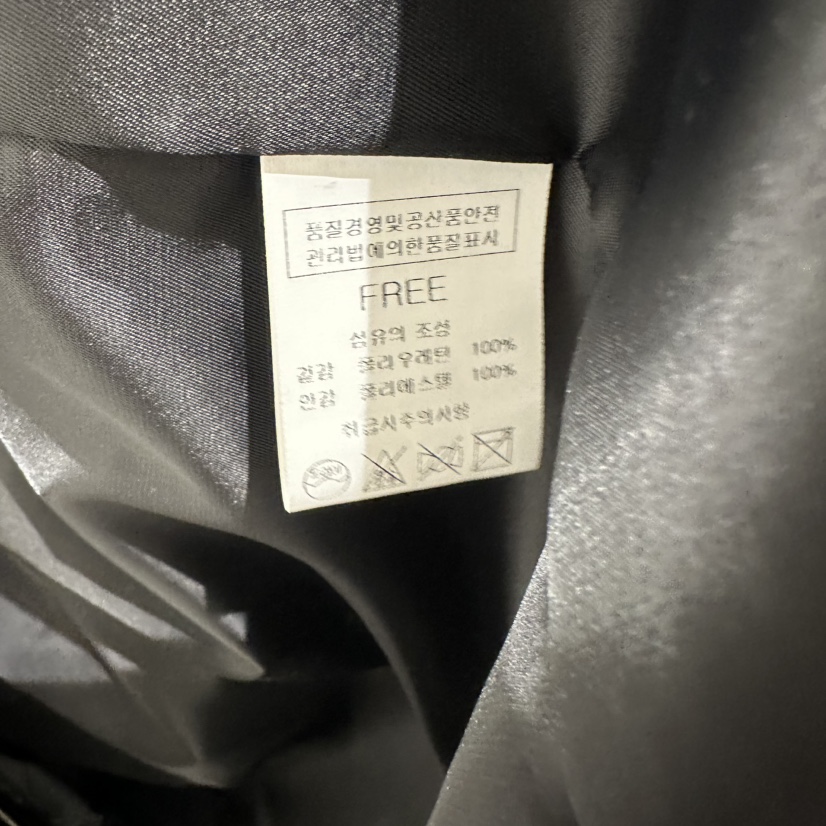 품질경영및공산품안전
관리법에의한품질표시
FREE
섬유의 조성
겉감 폴리우레탄 100%
안감 폴리에스텔 100%
취급시주의사항